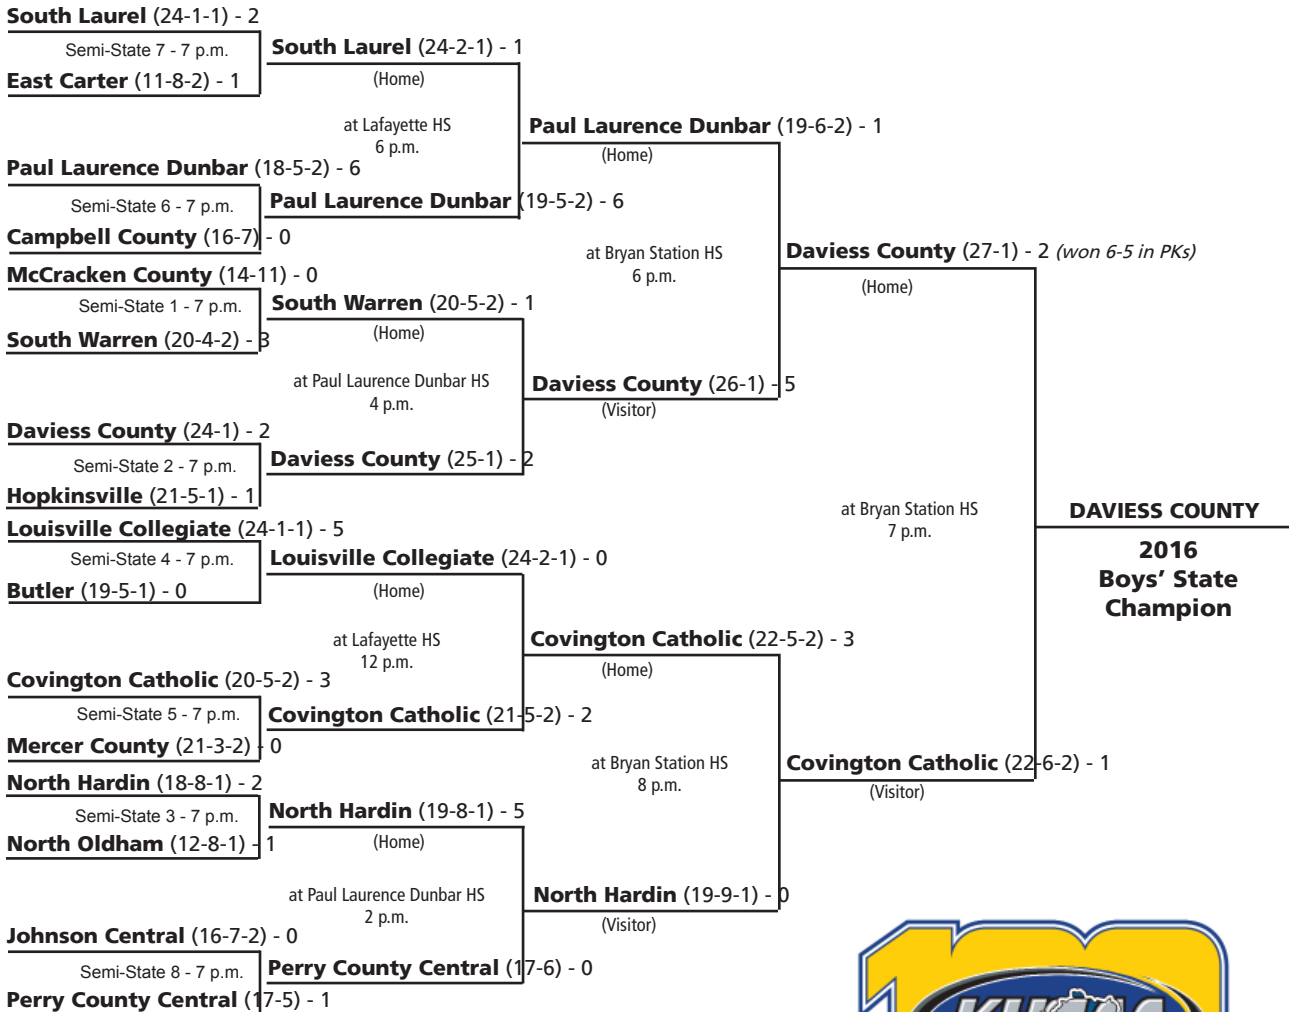 South Laurel (24-1-1) - 2
Semi-State 7 - 7 p.m.
East Carter (11-8-2) - 1
Paul Laurence Dunbar (18-5-2) - 6
Semi-State 6 - 7 p.m.
Campbell County (16-7) - 0
McCracken County (14-11) - 0
Semi-State 1 - 7 p.m.
South Warren (20-4-2) - 3
Daviess County (24-1) - 2
Semi-State 2 - 7 p.m.
Hopkinsville (21-5-1) - 1
Louisville Collegiate (24-1-1) - 5
Semi-State 4 - 7 p.m.
Butler (19-5-1) - 0
Covington Catholic (20-5-2) - 3
Semi-State 5 - 7 p.m.
Mercer County (21-3-2) - 0
North Hardin (18-8-1) - 2
Semi-State 3 - 7 p.m.
North Oldham (12-8-1) - 1
Johnson Central (16-7-2) - 0
Semi-State 8 - 7 p.m.
Perry County Central (17-5) - 1
South Laurel (24-2-1) - 1
(Home)
at Lafayette HS
6 p.m.
Paul Laurence Dunbar (19-5-2) - 6
South Warren (20-5-2) - 1
(Home)
at Paul Laurence Dunbar HS
4 p.m.
Daviess County (25-1) - 2
Louisville Collegiate (24-2-1) - 0
(Home)
at Lafayette HS
12 p.m.
Covington Catholic (21-5-2) - 2
North Hardin (19-8-1) - 5
(Home)
at Paul Laurence Dunbar HS
2 p.m.
Perry County Central (17-6) - 0
Paul Laurence Dunbar (19-6-2) - 1
(Home)
at Bryan Station HS
6 p.m.
Daviess County (26-1) - 5
(Visitor)
Covington Catholic (22-5-2) - 3
(Home)
at Bryan Station HS
8 p.m.
North Hardin (19-9-1) - 0
(Visitor)
Daviess County (27-1) - 2 (won 6-5 in PKs)
(Home)
at Bryan Station HS
7 p.m.
Covington Catholic (22-6-2) - 1
(Visitor)
DAVIESS COUNTY
2016
Boys' State
Champion
100
KHSAA